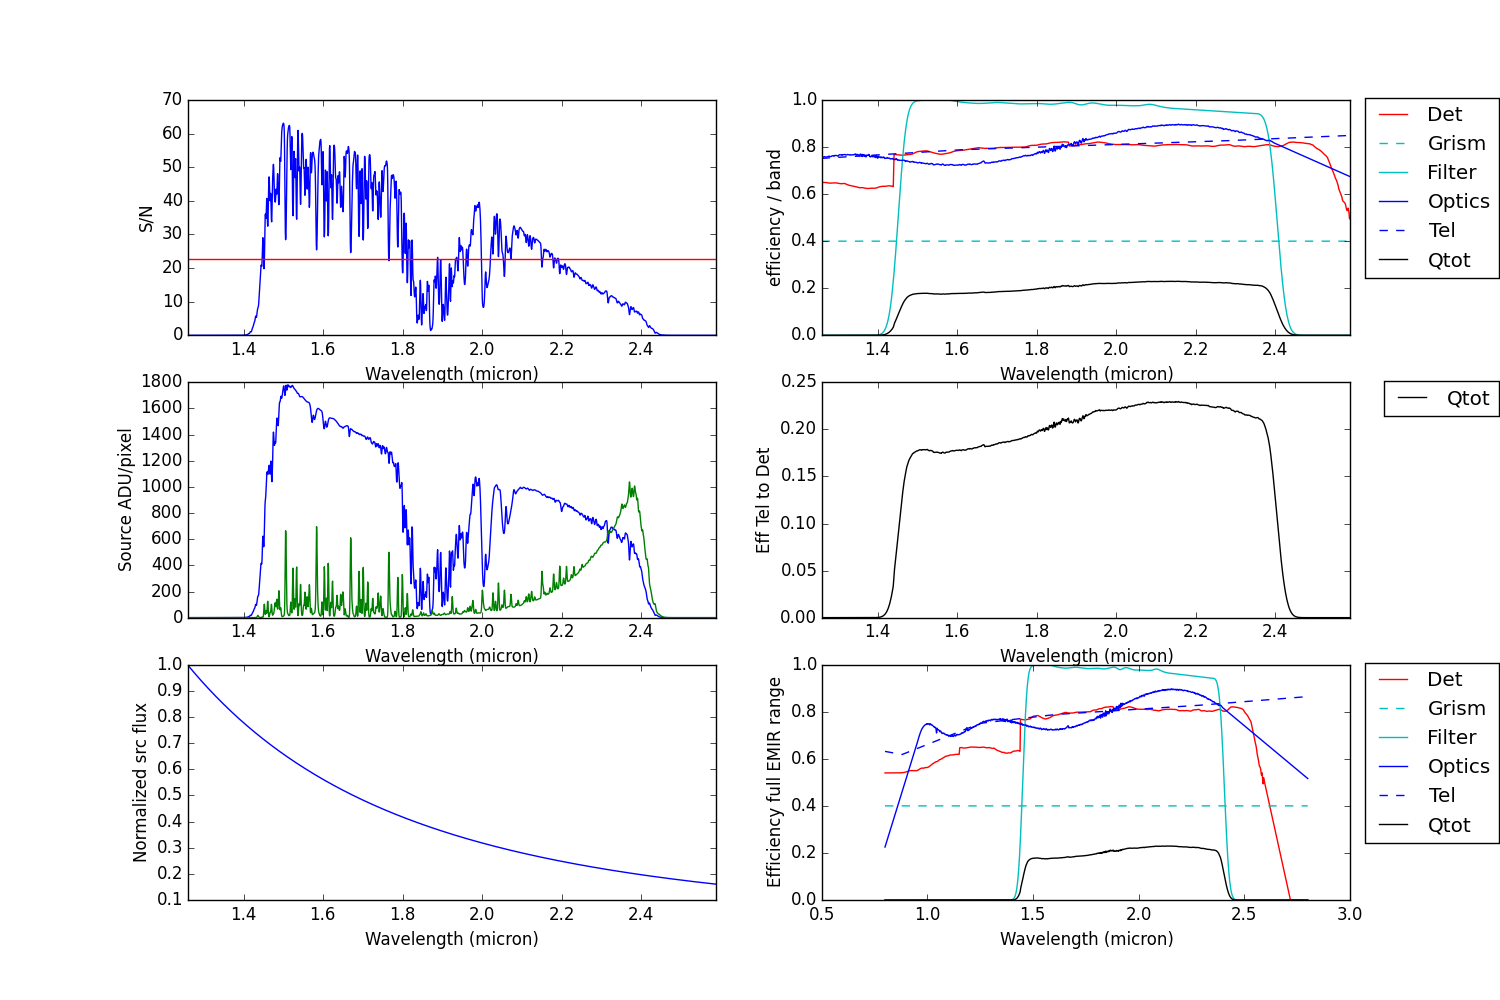 70
60
50
40
30
20
10
0
S/N
1.4 1.6 1.8 2.0 2.2 2.4
Wavelength (micron)
1.0
0.8
0.6
0.4
0.2
0.0
efficiency / band
1.4 1.6 1.8 2.0 2.2 2.4
Wavelength (micron)
Det
Grism
Filter
Optics
Tel
Qtot
1800
1600
1400
1200
1000
800
600
400
200
0
Source ADU/pixel
1.4 1.6 1.8 2.0 2.2 2.4
Wavelength (micron)
0.25
0.20
0.15
0.10
0.05
0.00
Eff Tel to Det
1.4 1.6 1.8 2.0 2.2 2.4
Wavelength (micron)
Qtot
1.0
0.9
0.8
0.7
0.6
0.5
0.4
0.3
0.2
0.1
Normalized src flux
1.4 1.6 1.8 2.0 2.2 2.4
Wavelength (micron)
1.0
0.8
0.6
0.4
0.2
0.0
Efficiency full EMIR range
0.5 1.0 1.5 2.0 2.5 3.0
Wavelength (micron)
Det
Grism
Filter
Optics
Tel
Qtot